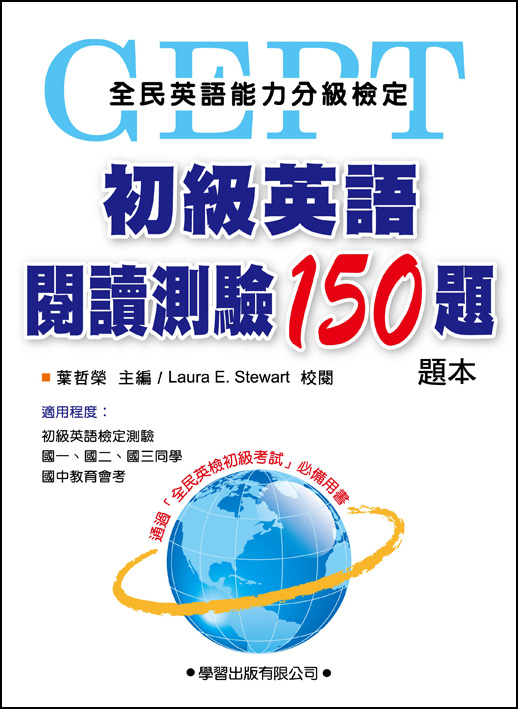 GEPT
全民英語能力分級檢定
初級英語
閱讀測驗150題
■ 葉哲榮 主編 / Laura E. Stewart 校閱
題本
適用程度：
初級英語檢定測驗
國一、國二、國三同學
國中教育會考
通過「全民英檢初級考試」必備用書
● 學習出版有限公司 ●